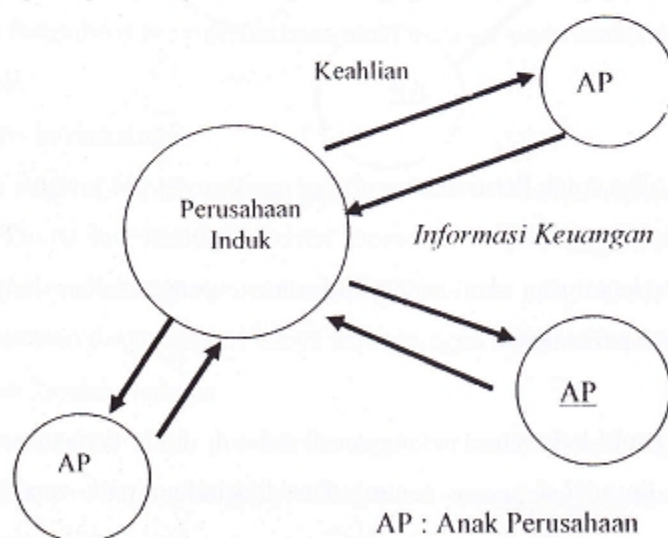 Keahlian
AP
Perusahaan
Induk
Informasi Keuangan
AP
AP
AP : Anak Perusahaan